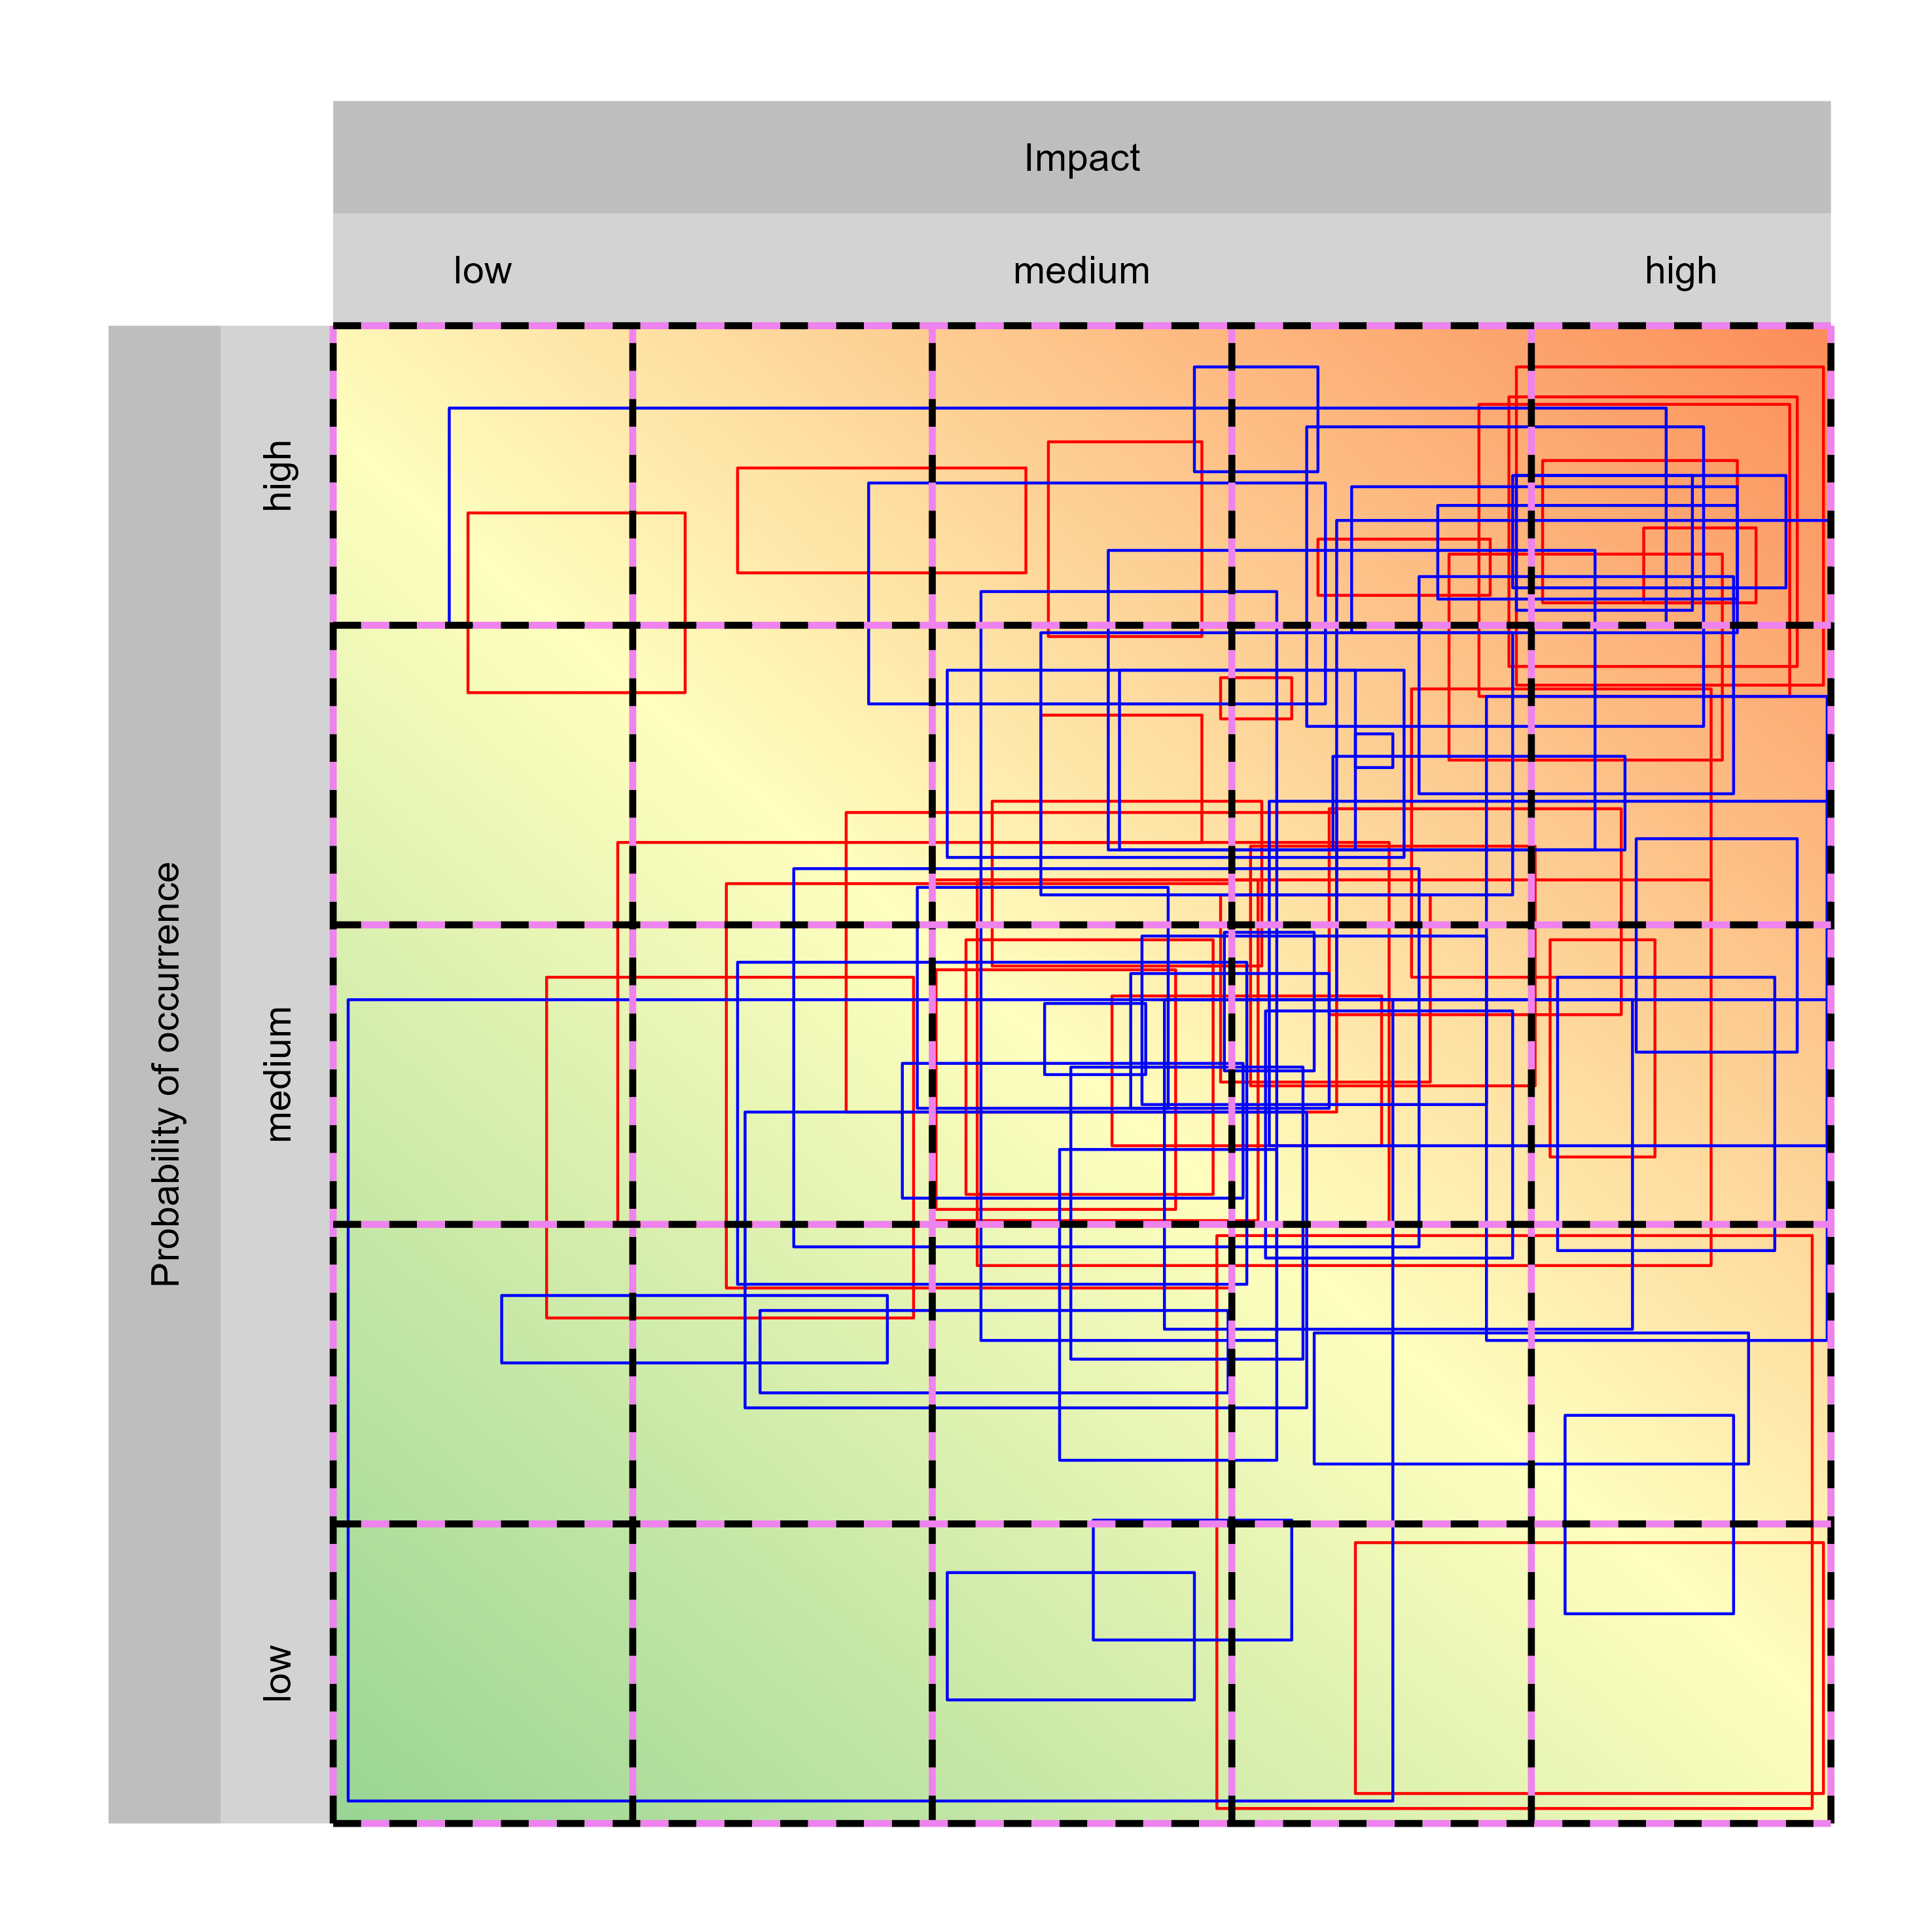 Impact
low
medium
high
Probability of occurrence
high
medium
low